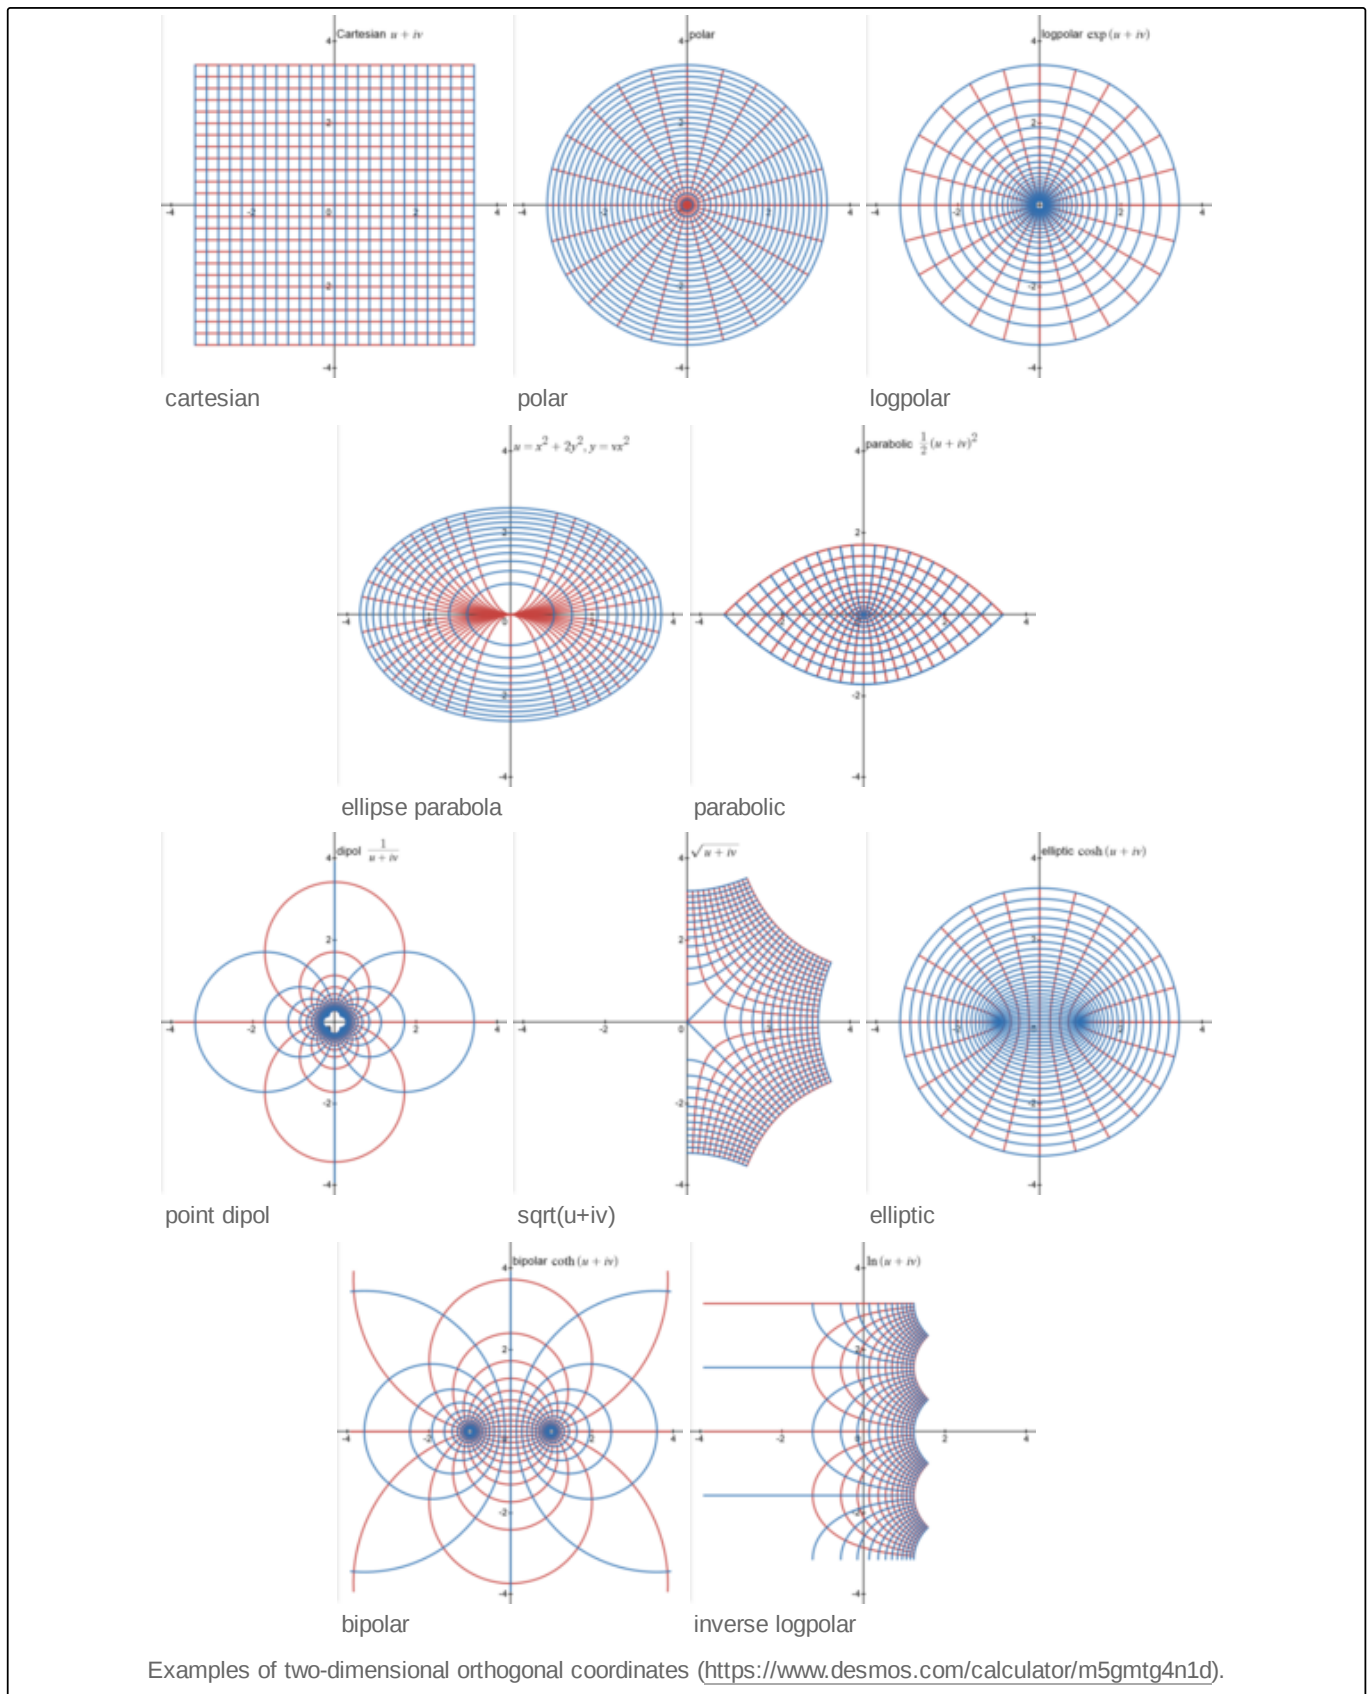 Cartesian u + iv
polar
logpolar exp (u + iv)
cartesian
polar
logpolar
u = x² + 2y², y = vx²
parabolic 1/2 (u + iv)²
ellipse parabola
parabolic
dipol 1/(u + iv)
√(u + iv)
elliptic cosh (u + iv)
point dipol
sqrt(u+iv)
elliptic
bipolar coth (u + iv)
ln (u + iv)
bipolar
inverse logpolar
Examples of two-dimensional orthogonal coordinates (https://www.desmos.com/calculator/m5gmtg4n1d).